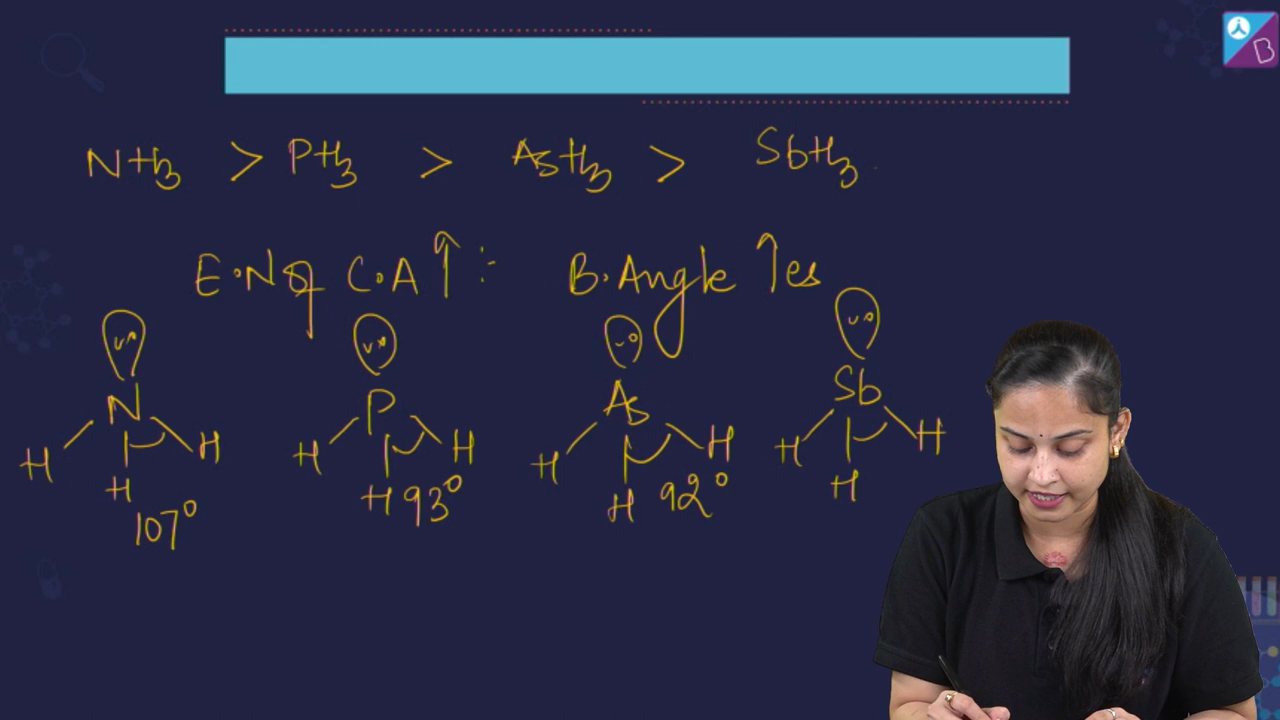 NH3 > PH3 > AsH3 > SbH3
E.N of C.A ↑ :- B.Angle ↑es
N P As Sb
H H H H H H H H
H H H H
107° 93° 92°
B